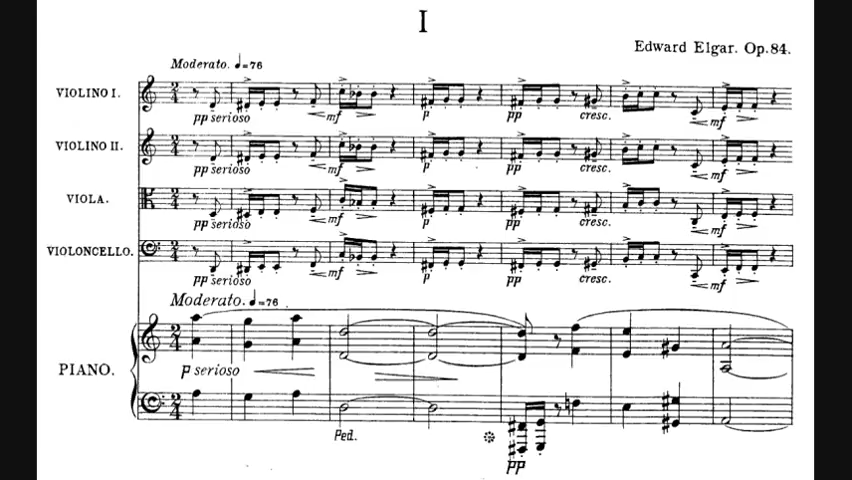 I
Edward Elgar. Op.84.
Moderato. ♩=76
VIOLINO I.
pp serioso mf p pp cresc. mf
VIOLINO II.
pp serioso mf p pp cresc. mf
VIOLA.
pp serioso mf p pp cresc. mf
VIOLONCELLO.
pp serioso mf p pp cresc. mf
Moderato. ♩=76
PIANO.
p serioso
Ped.
pp